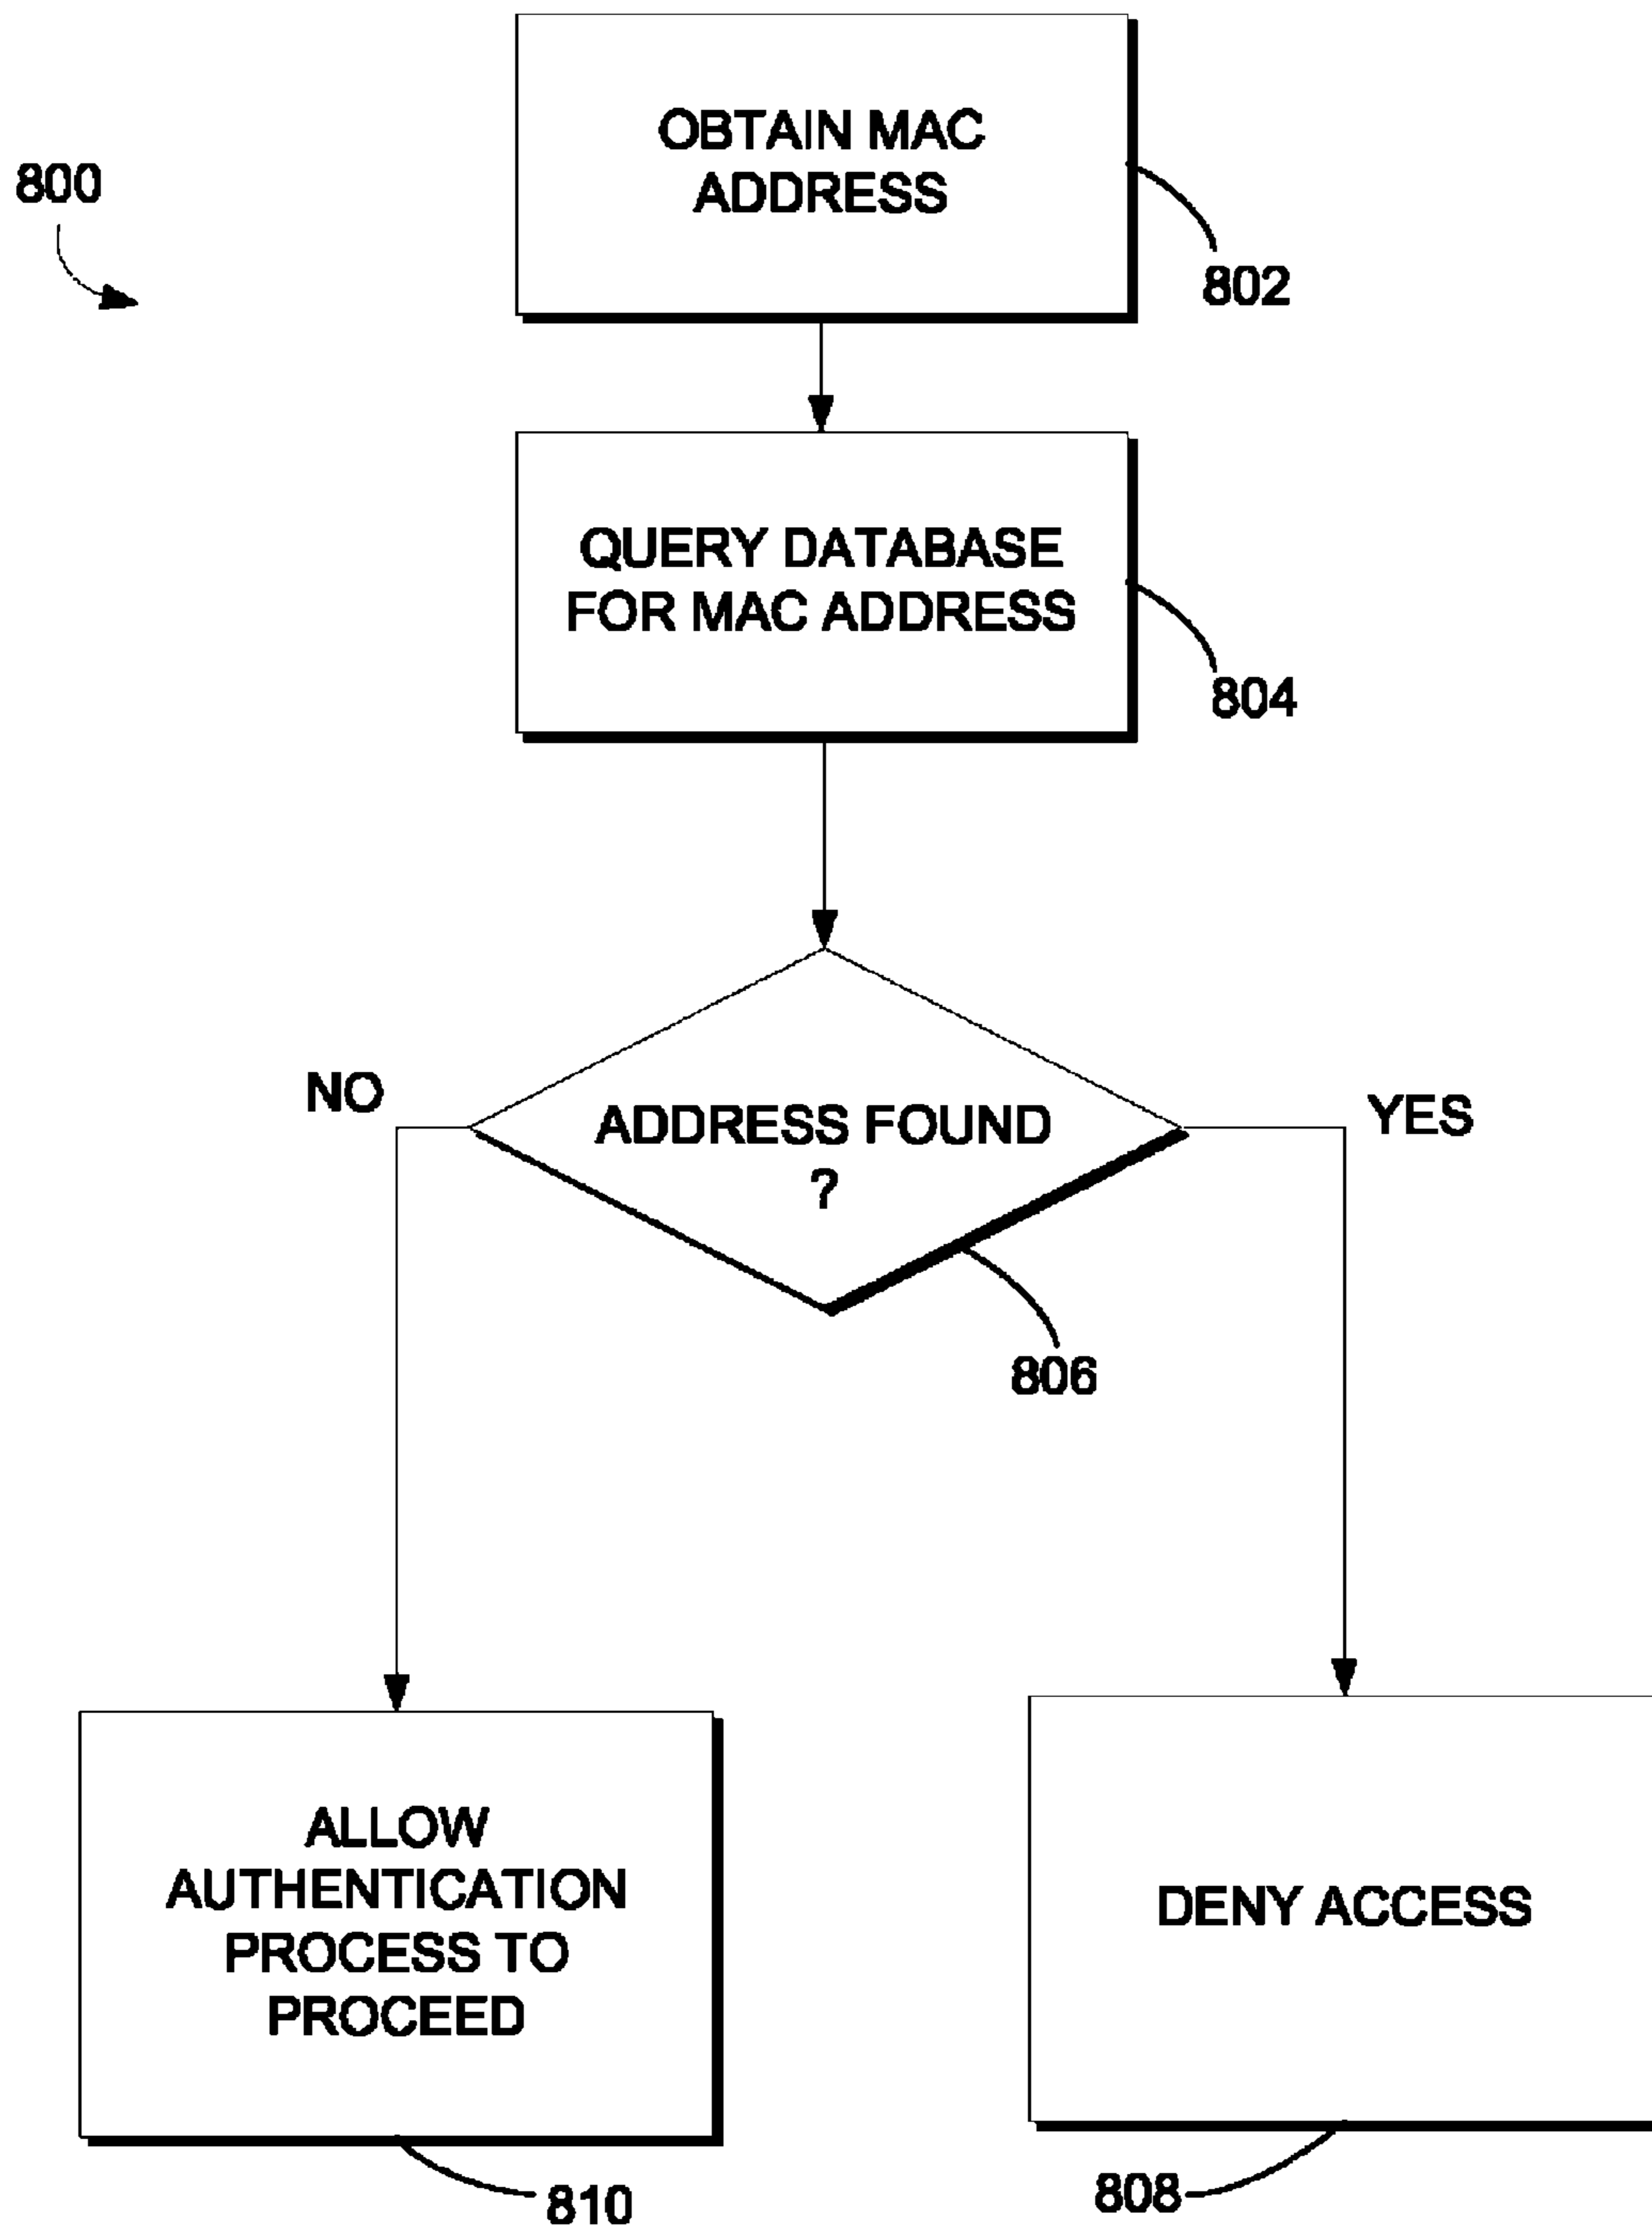 800
OBTAIN MAC
ADDRESS
802
QUERY DATABASE
FOR MAC ADDRESS
804
NO
ADDRESS FOUND
?
YES
806
ALLOW
AUTHENTICATION
PROCESS TO
PROCEED
DENY ACCESS
810
808